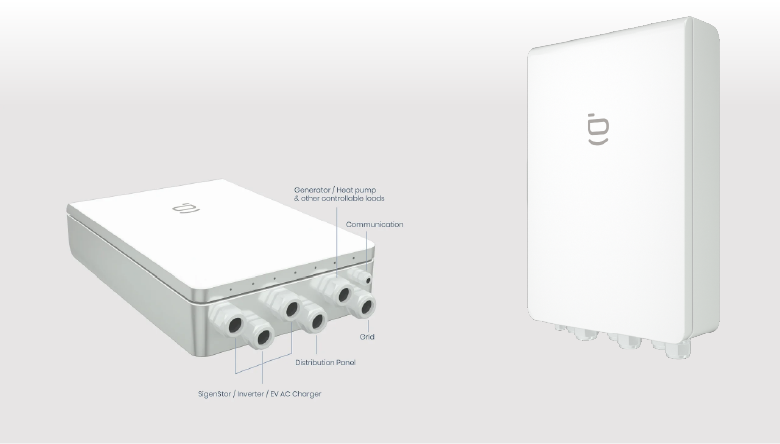 Generator / Heat pump
& other controllable loads
Communication
Grid
Distribution Panel
SigenStor / Inverter / EV AC Charger